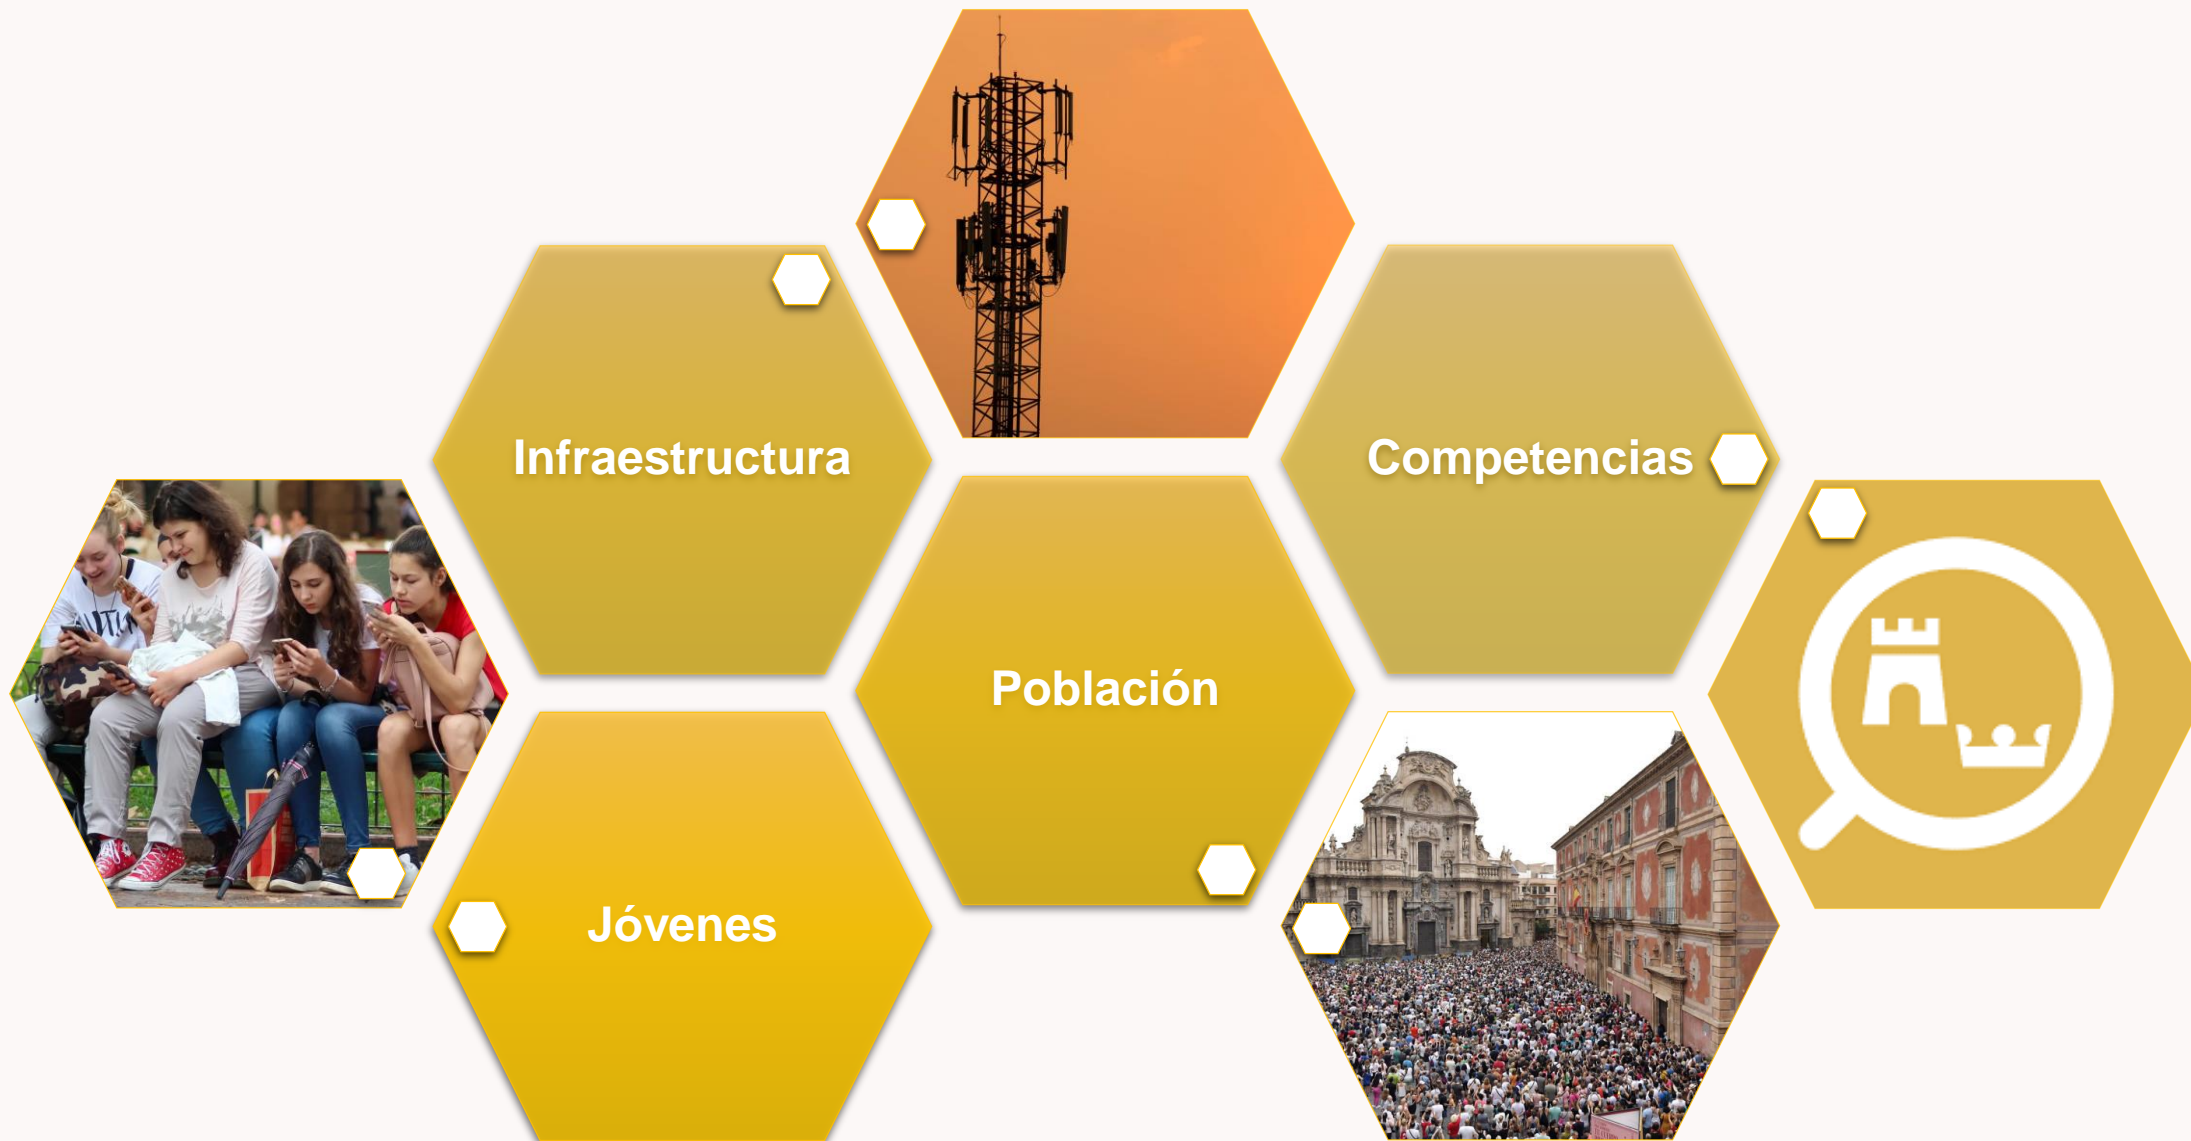 Infraestructura
Competencias
Población
Jóvenes